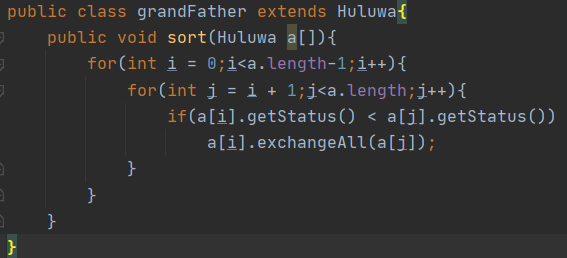 public class grandFather extends Huluwa{
    public void sort(Huluwa a[]){
        for(int i = 0;i<a.length-1;i++){
            for(int j = i + 1;j<a.length;j++){
                if(a[i].getStatus() < a[j].getStatus())
                    a[i].exchangeAll(a[j]);
            }
        }
    }
}